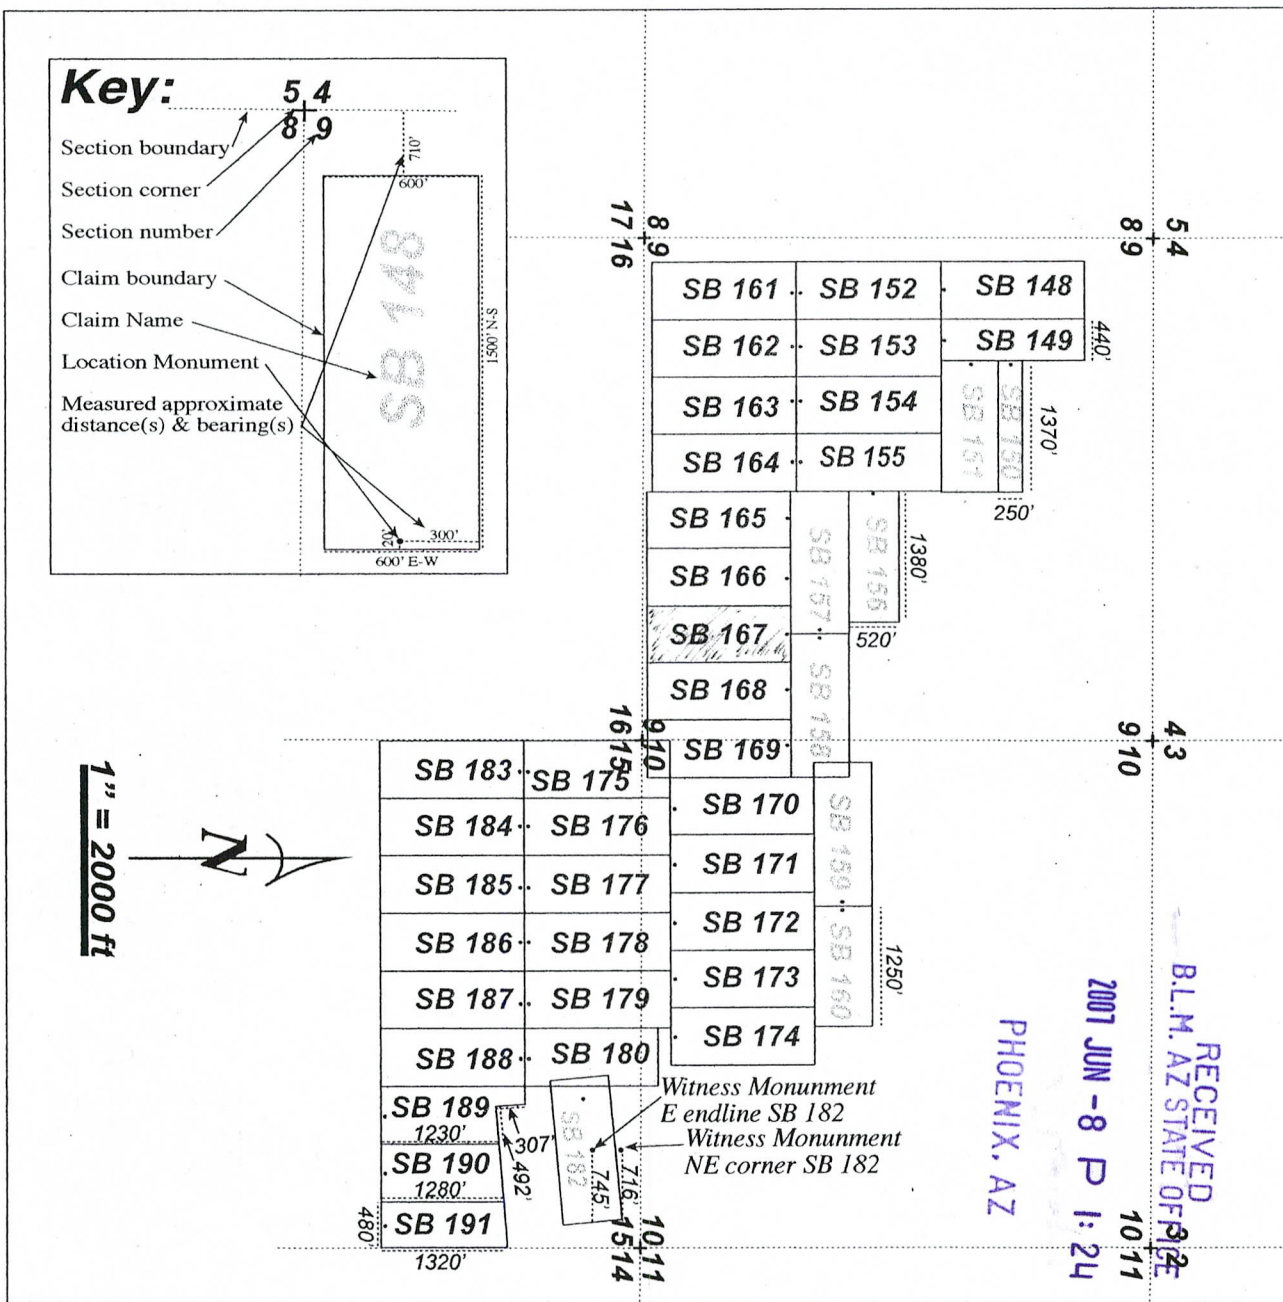 Key:
5 4
8 9
Section boundary
Section corner
Section number
Claim boundary
Claim Name
Location Monument
Measured approximate
distance(s) & bearing(s)
710'
600'
SB 148
1500' N-S
20'
300'
600' E-W
8 9
17 16
5 4
8 9
SB 161
SB 152
SB 148
SB 162
SB 153
SB 149
440'
SB 163
SB 154
SB 151
SB 150
1370'
SB 164
SB 155
250'
SB 165
SB 157
SB 156
1380'
SB 166
SB 167
520'
SB 168
SB 158
SB 169
16 15
9 10
4 3
9 10
SB 183
SB 175
SB 170
SB 159
SB 184
SB 176
SB 171
SB 185
SB 177
SB 172
SB 160
1250'
SB 186
SB 178
SB 173
SB 187
SB 179
SB 174
SB 188
SB 180
1" = 2000 ft
N
SB 189
1230'
SB 190
1280'
SB 191
480'
1320'
307'
492'
SB 182
745'
716'
Witness Monunment
E endline SB 182
Witness Monunment
NE corner SB 182
10 11
15 14
3 2
10 11
RECEIVED
B.L.M. AZ STATE OFFICE
2007 JUN -8 P 1: 24
PHOENIX, AZ